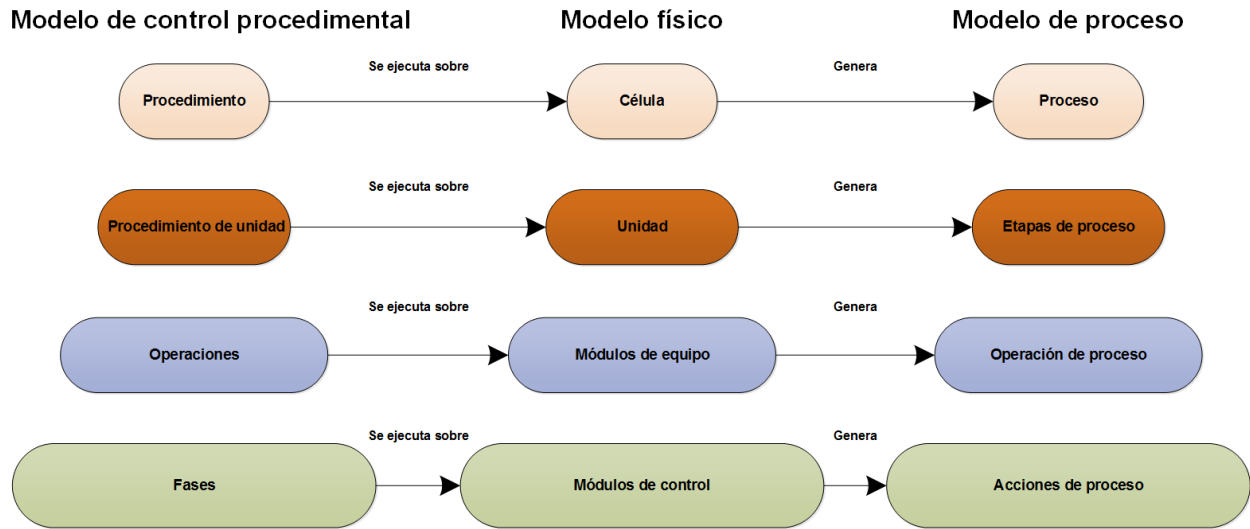 Modelo de control procedimental
Modelo físico
Modelo de proceso
Se ejecuta sobre
Genera
Procedimiento
Célula
Proceso
Se ejecuta sobre
Genera
Procedimiento de unidad
Unidad
Etapas de proceso
Se ejecuta sobre
Genera
Operaciones
Módulos de equipo
Operación de proceso
Se ejecuta sobre
Genera
Fases
Módulos de control
Acciones de proceso